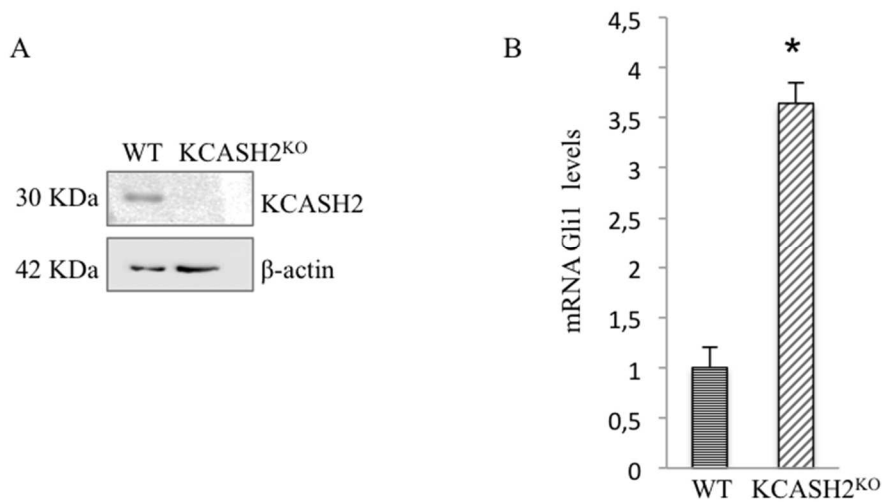 A
WT KCASH2KO
30 KDa
KCASH2
42 KDa
β-actin
B
mRNA Gli1 levels
4,5
4
3,5
3
2,5
2
1,5
1
0,5
0
*
WT KCASH2KO